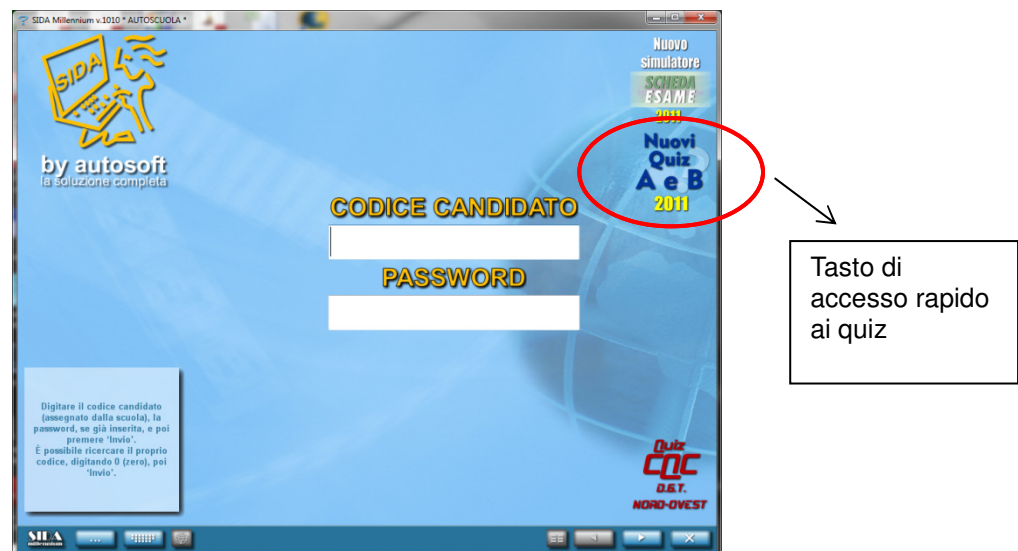 SIDA Millennium v.1010 * AUTOSCUOLA *
SIDA
by autosoft
la soluzione completa
Nuovo
simulatore
SCHEDA
ESAME
2011
Nuovi
Quiz
A e B
2011
CODICE CANDIDATO
PASSWORD
Tasto di
accesso rapido
ai quiz
Digitare il codice candidato
(assegnato dalla scuola), la
password, se già inserita, e poi
premere 'Invio'.
È possibile ricercare il proprio
codice, digitando 0 (zero), poi
'Invio'.
Quiz
CQC
D.G.T.
NORD-OVEST
SIDA
millennium